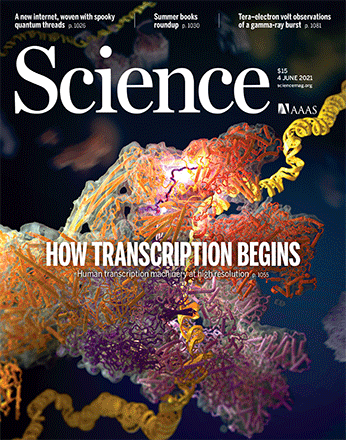 A new internet, woven with spooky
quantum threads p. 1026
Summer books
roundup p. 1030
Tera–electron volt observations
of a gamma-ray burst p. 1081
Science
$15
4 JUNE 2021
sciencemag.org
AAAS
HOW TRANSCRIPTION BEGINS
Human transcription machinery at high resolution p. 1055